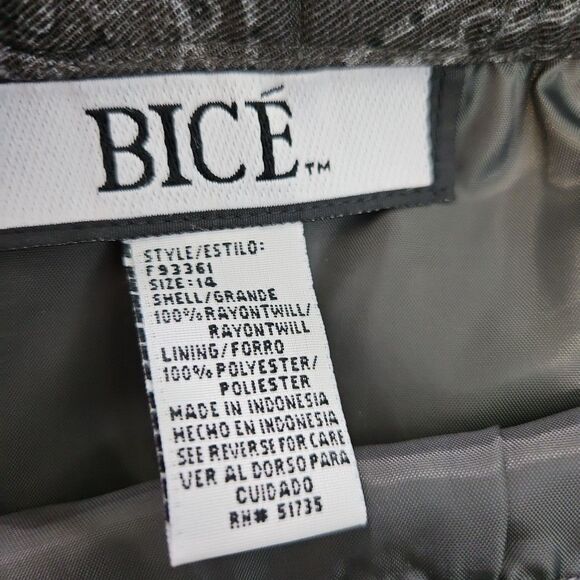 BICÉ™
STYLE/ESTILO:
F93361
SIZE:14
SHELL/GRANDE
100%RAYONTWILL/
RAYONTWILL
LINING/FORRO
100% POLYESTER/
POLIESTER
MADE IN INDONESIA
HECHO EN INDONESIA
SEE REVERSE FOR CARE
VER AL DORSO PARA
CUIDADO
RN# 51735